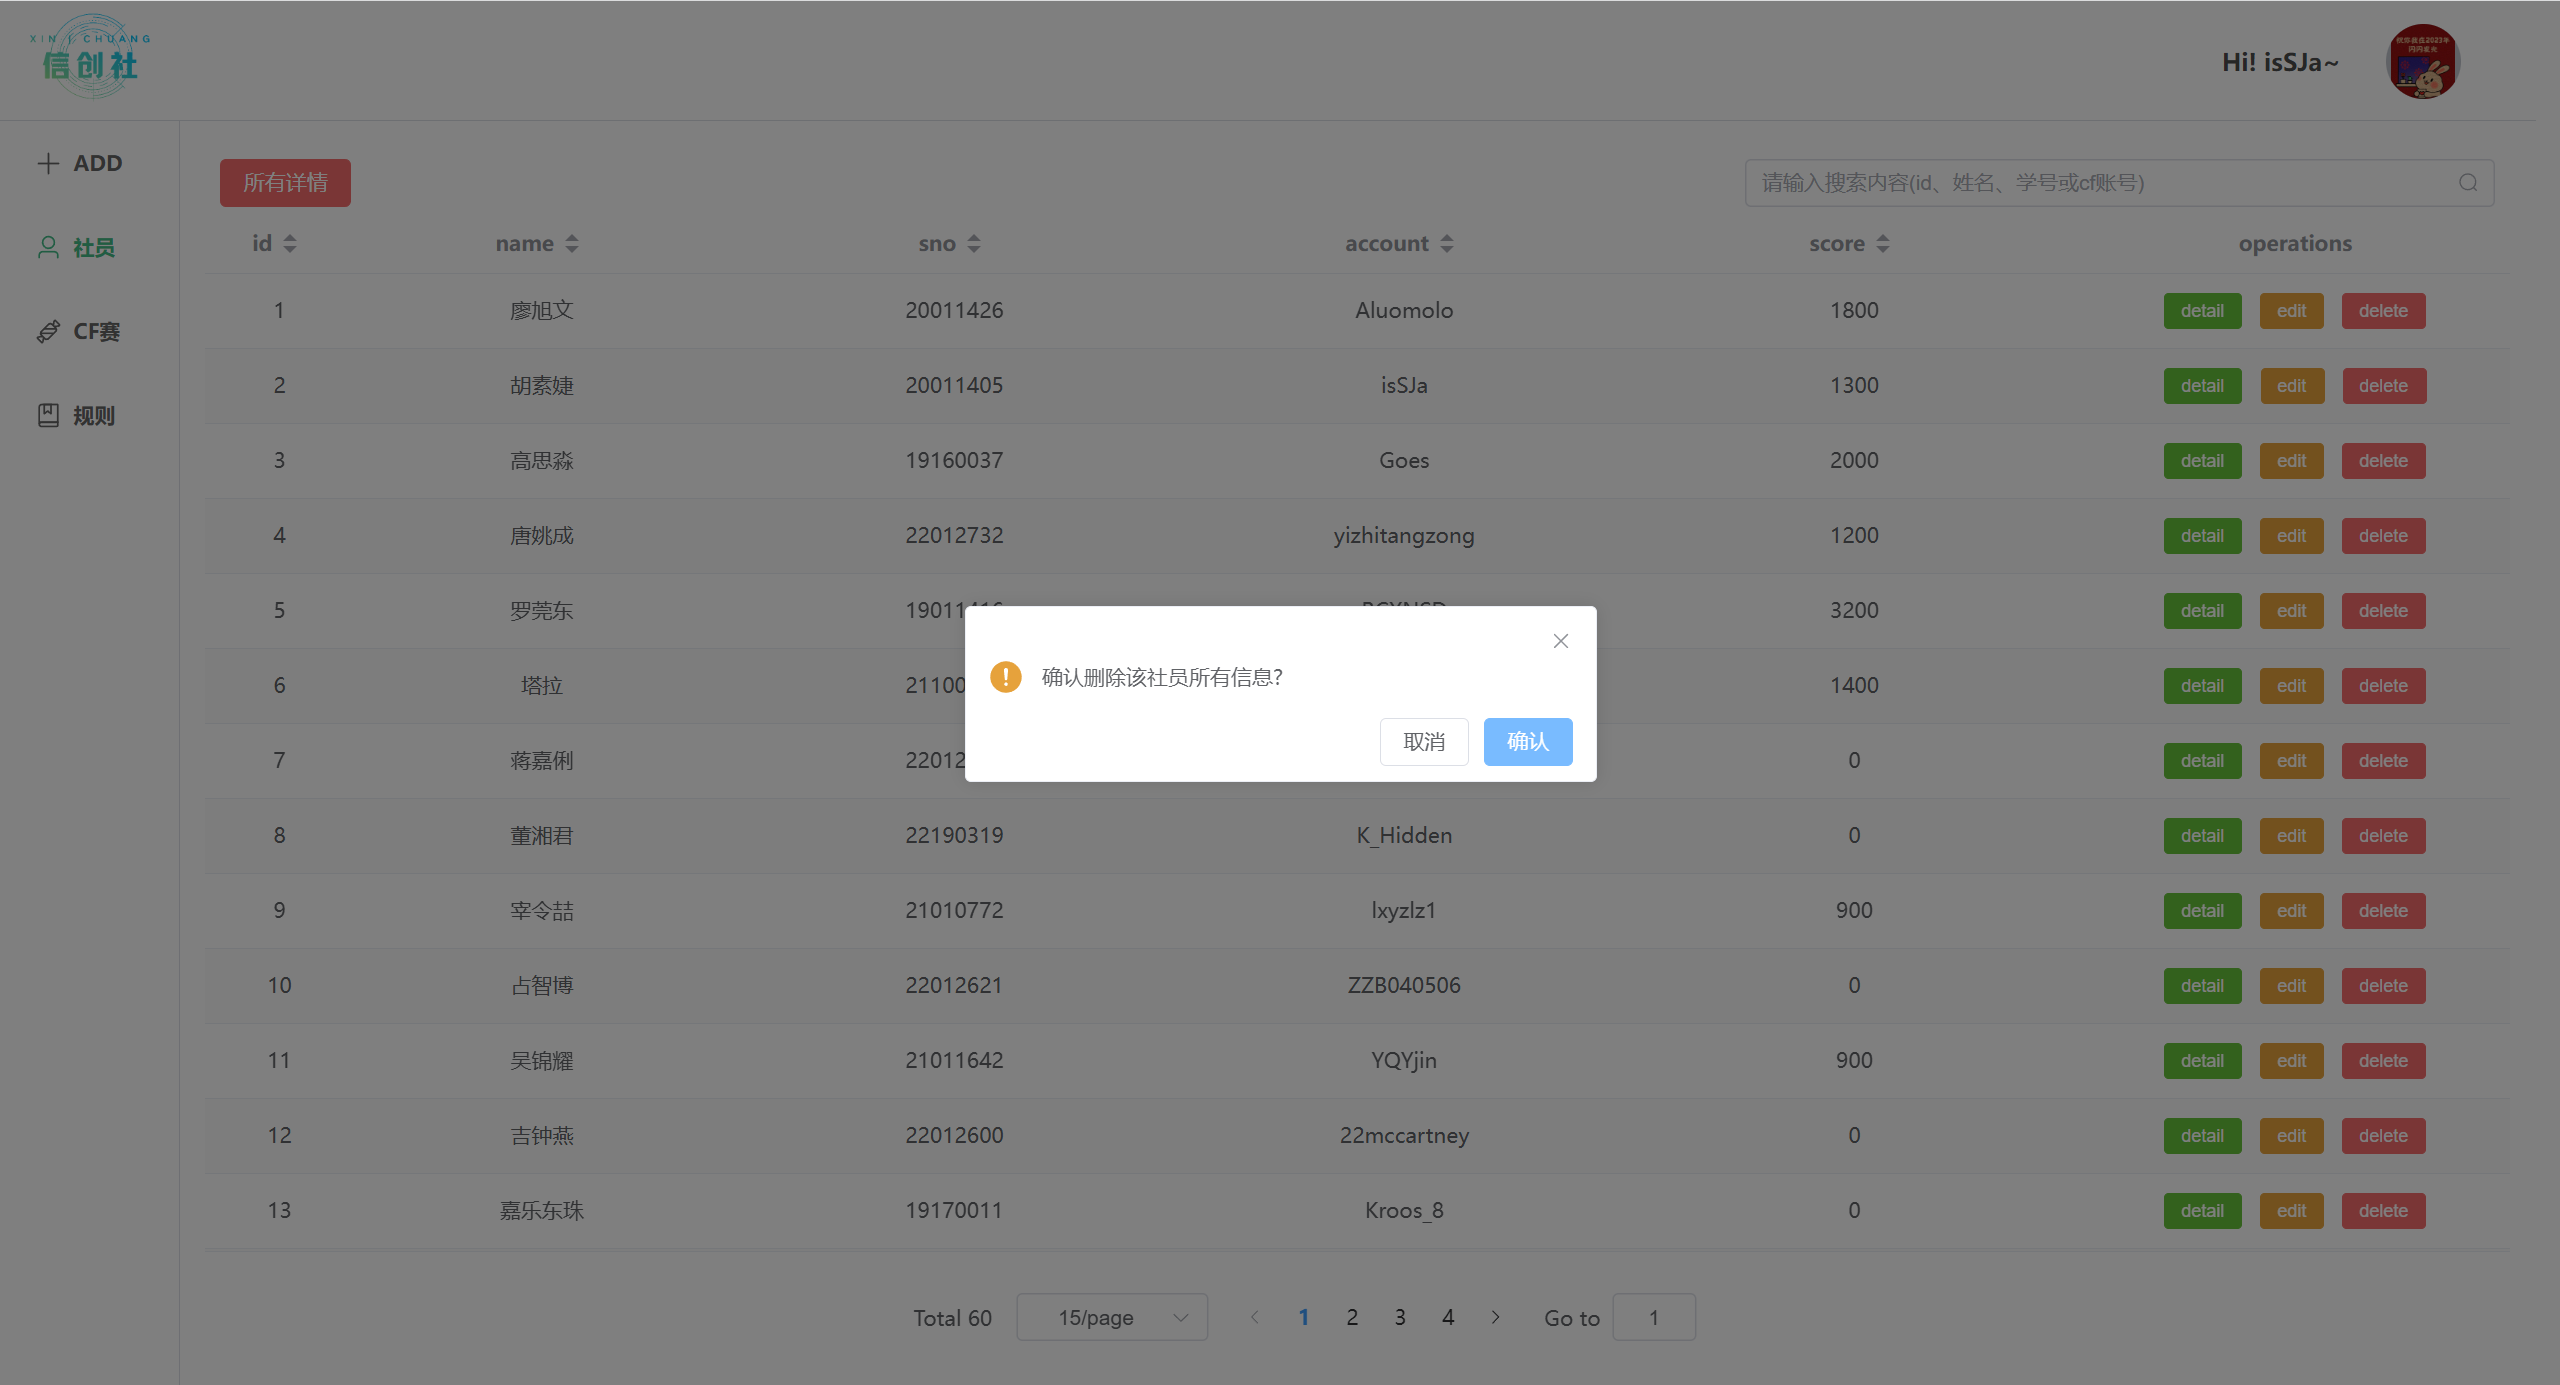 XIN CHUANG
信创社
Hi! isSJa~
ADD
社员
CF赛
规则
所有详情
请输入搜索内容(id、姓名、学号或cf账号)
id name sno account score operations
1 廖旭文 20011426 Aluomolo 1800 detail edit delete
2 胡素婕 20011405 isSJa 1300 detail edit delete
3 高思淼 19160037 Goes 2000 detail edit delete
4 唐姚成 22012732 yizhitangzong 1200 detail edit delete
5 罗莞东 3200 detail edit delete
6 塔拉 21100 1400 detail edit delete
7 蒋嘉俐 22012 0 detail edit delete
确认删除该社员所有信息?
取消 确认
8 董湘君 22190319 K_Hidden 0 detail edit delete
9 宰令喆 21010772 lxyzlz1 900 detail edit delete
10 占智博 22012621 ZZB040506 0 detail edit delete
11 吴锦耀 21011642 YQYjin 900 detail edit delete
12 吉钟燕 22012600 22mccartney 0 detail edit delete
13 嘉乐东珠 19170011 Kroos_8 0 detail edit delete
Total 60 15/page 1 2 3 4 Go to 1